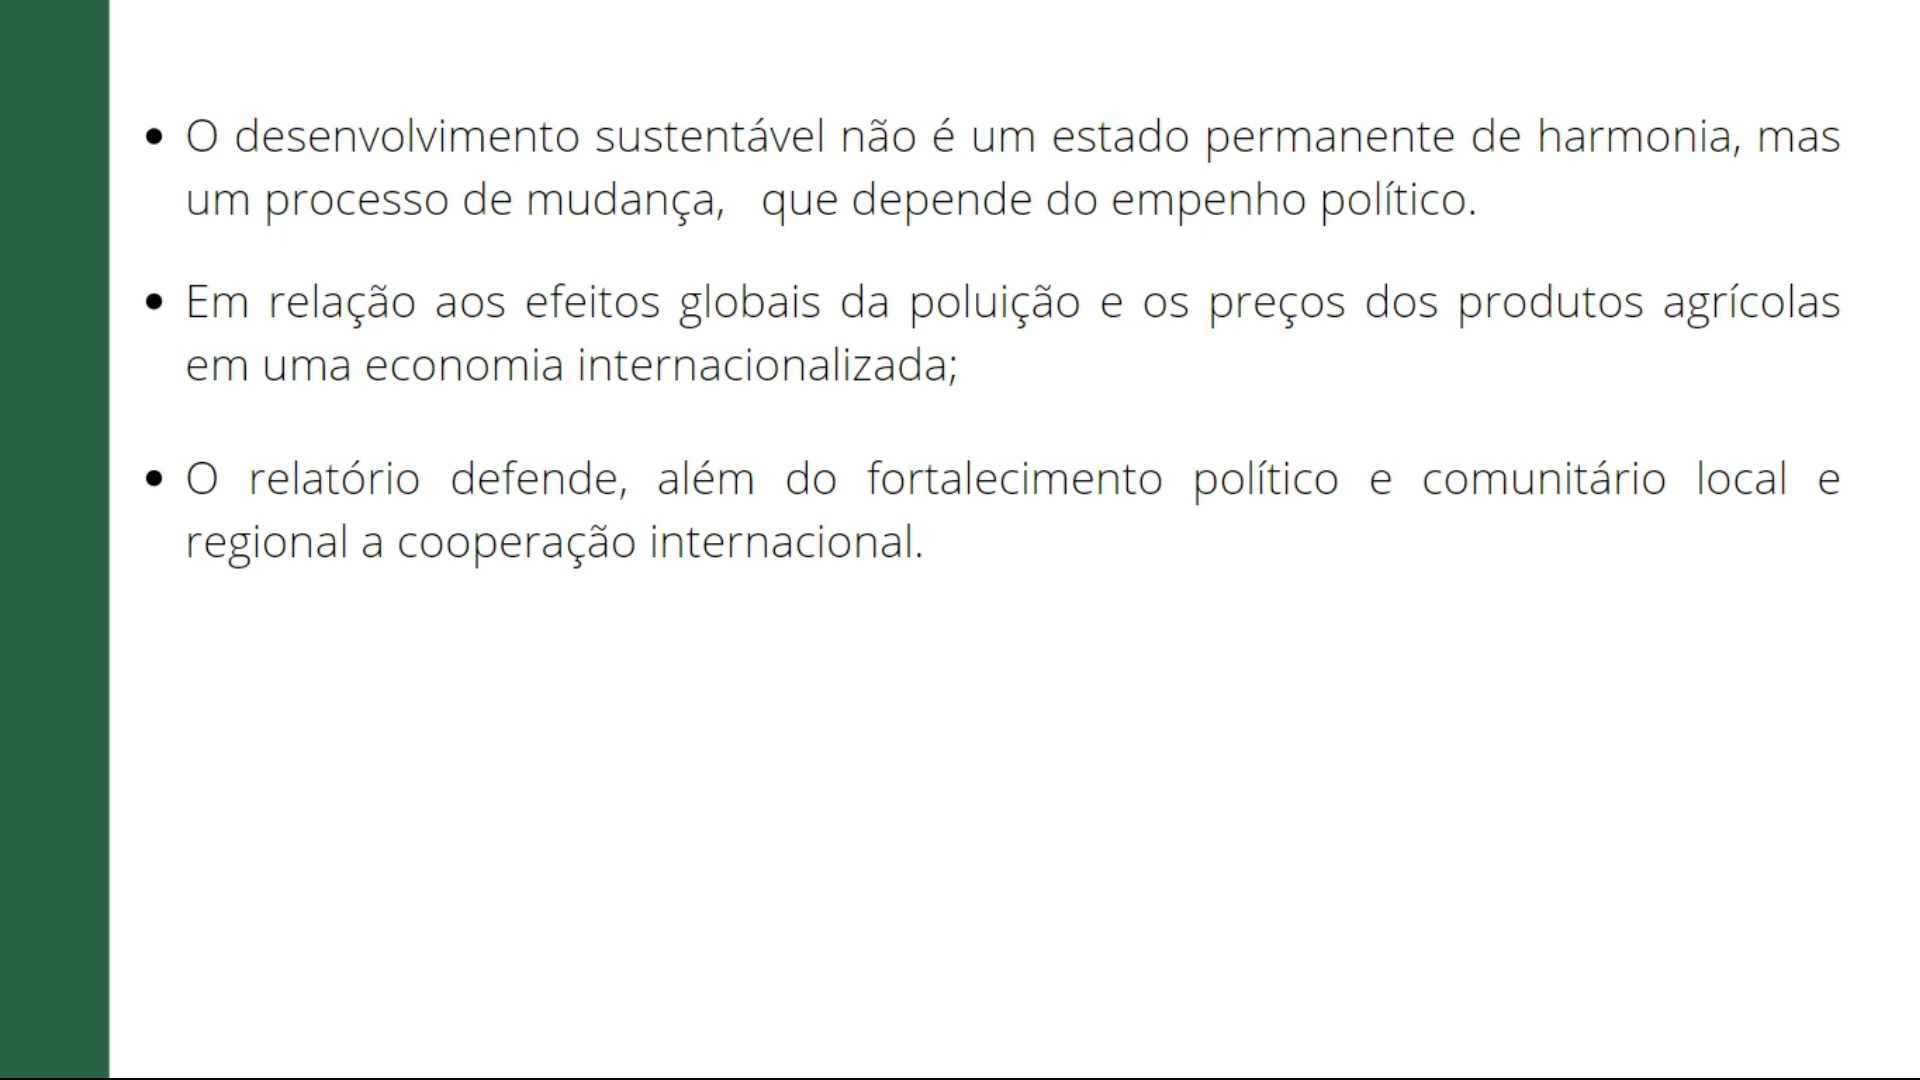 • O desenvolvimento sustentável não é um estado permanente de harmonia, mas
um processo de mudança, que depende do empenho político.
• Em relação aos efeitos globais da poluição e os preços dos produtos agrícolas
em uma economia internacionalizada;
• O relatório defende, além do fortalecimento político e comunitário local e
regional a cooperação internacional.